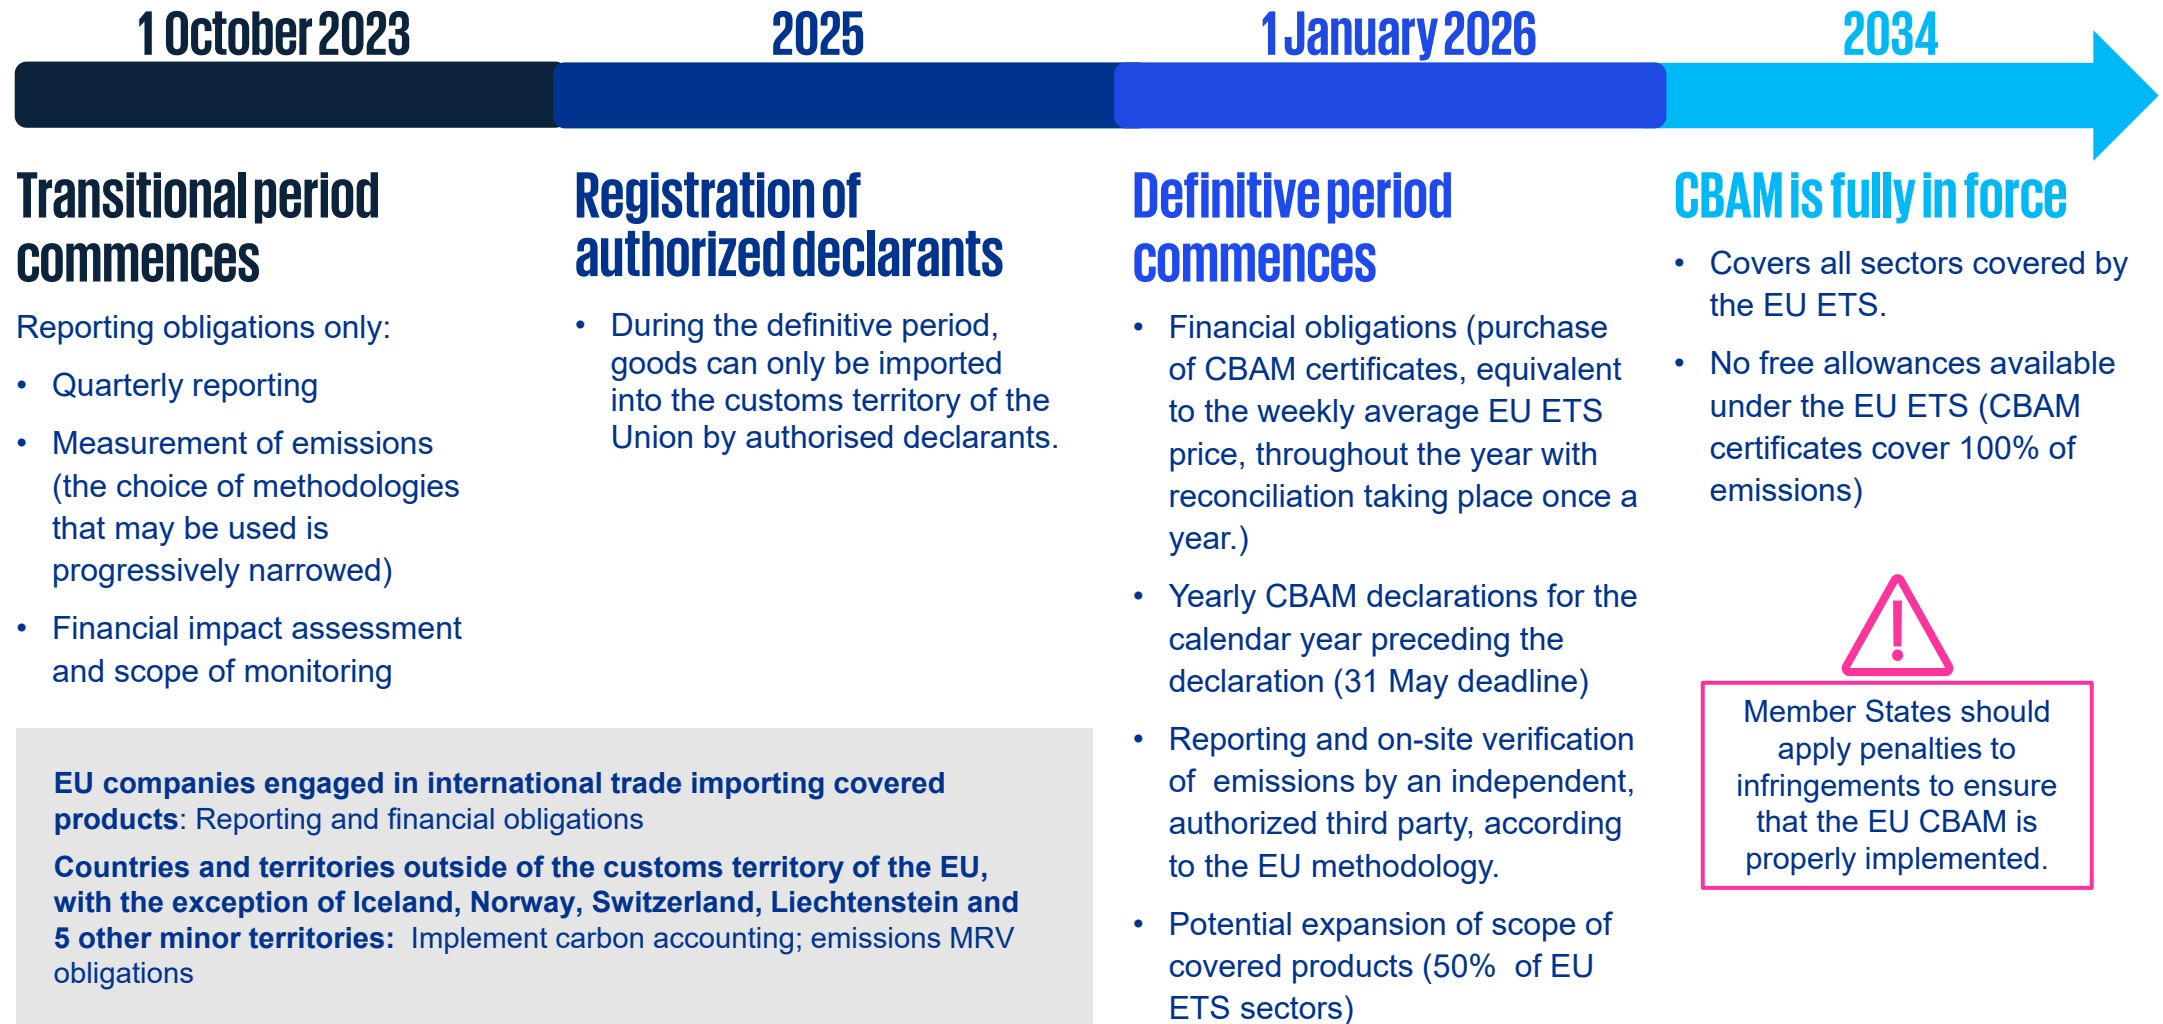 1 October 2023
2025
1 January 2026
2034
Transitional period
commences
Reporting obligations only:
• Quarterly reporting
• Measurement of emissions
(the choice of methodologies
that may be used is
progressively narrowed)
• Financial impact assessment
and scope of monitoring
Registration of
authorized declarants
• During the definitive period,
goods can only be imported
into the customs territory of the
Union by authorised declarants.
EU companies engaged in international trade importing covered
products: Reporting and financial obligations
Countries and territories outside of the customs territory of the EU,
with the exception of Iceland, Norway, Switzerland, Liechtenstein and
5 other minor territories: Implement carbon accounting; emissions MRV
obligations
Definitive period
commences
• Financial obligations (purchase
of CBAM certificates, equivalent
to the weekly average EU ETS
price, throughout the year with
reconciliation taking place once a
year.)
• Yearly CBAM declarations for the
calendar year preceding the
declaration (31 May deadline)
• Reporting and on-site verification
of emissions by an independent,
authorized third party, according
to the EU methodology.
• Potential expansion of scope of
covered products (50% of EU
ETS sectors)
CBAM is fully in force
• Covers all sectors covered by
the EU ETS.
• No free allowances available
under the EU ETS (CBAM
certificates cover 100% of
emissions)
Member States should
apply penalties to
infringements to ensure
that the EU CBAM is
properly implemented.